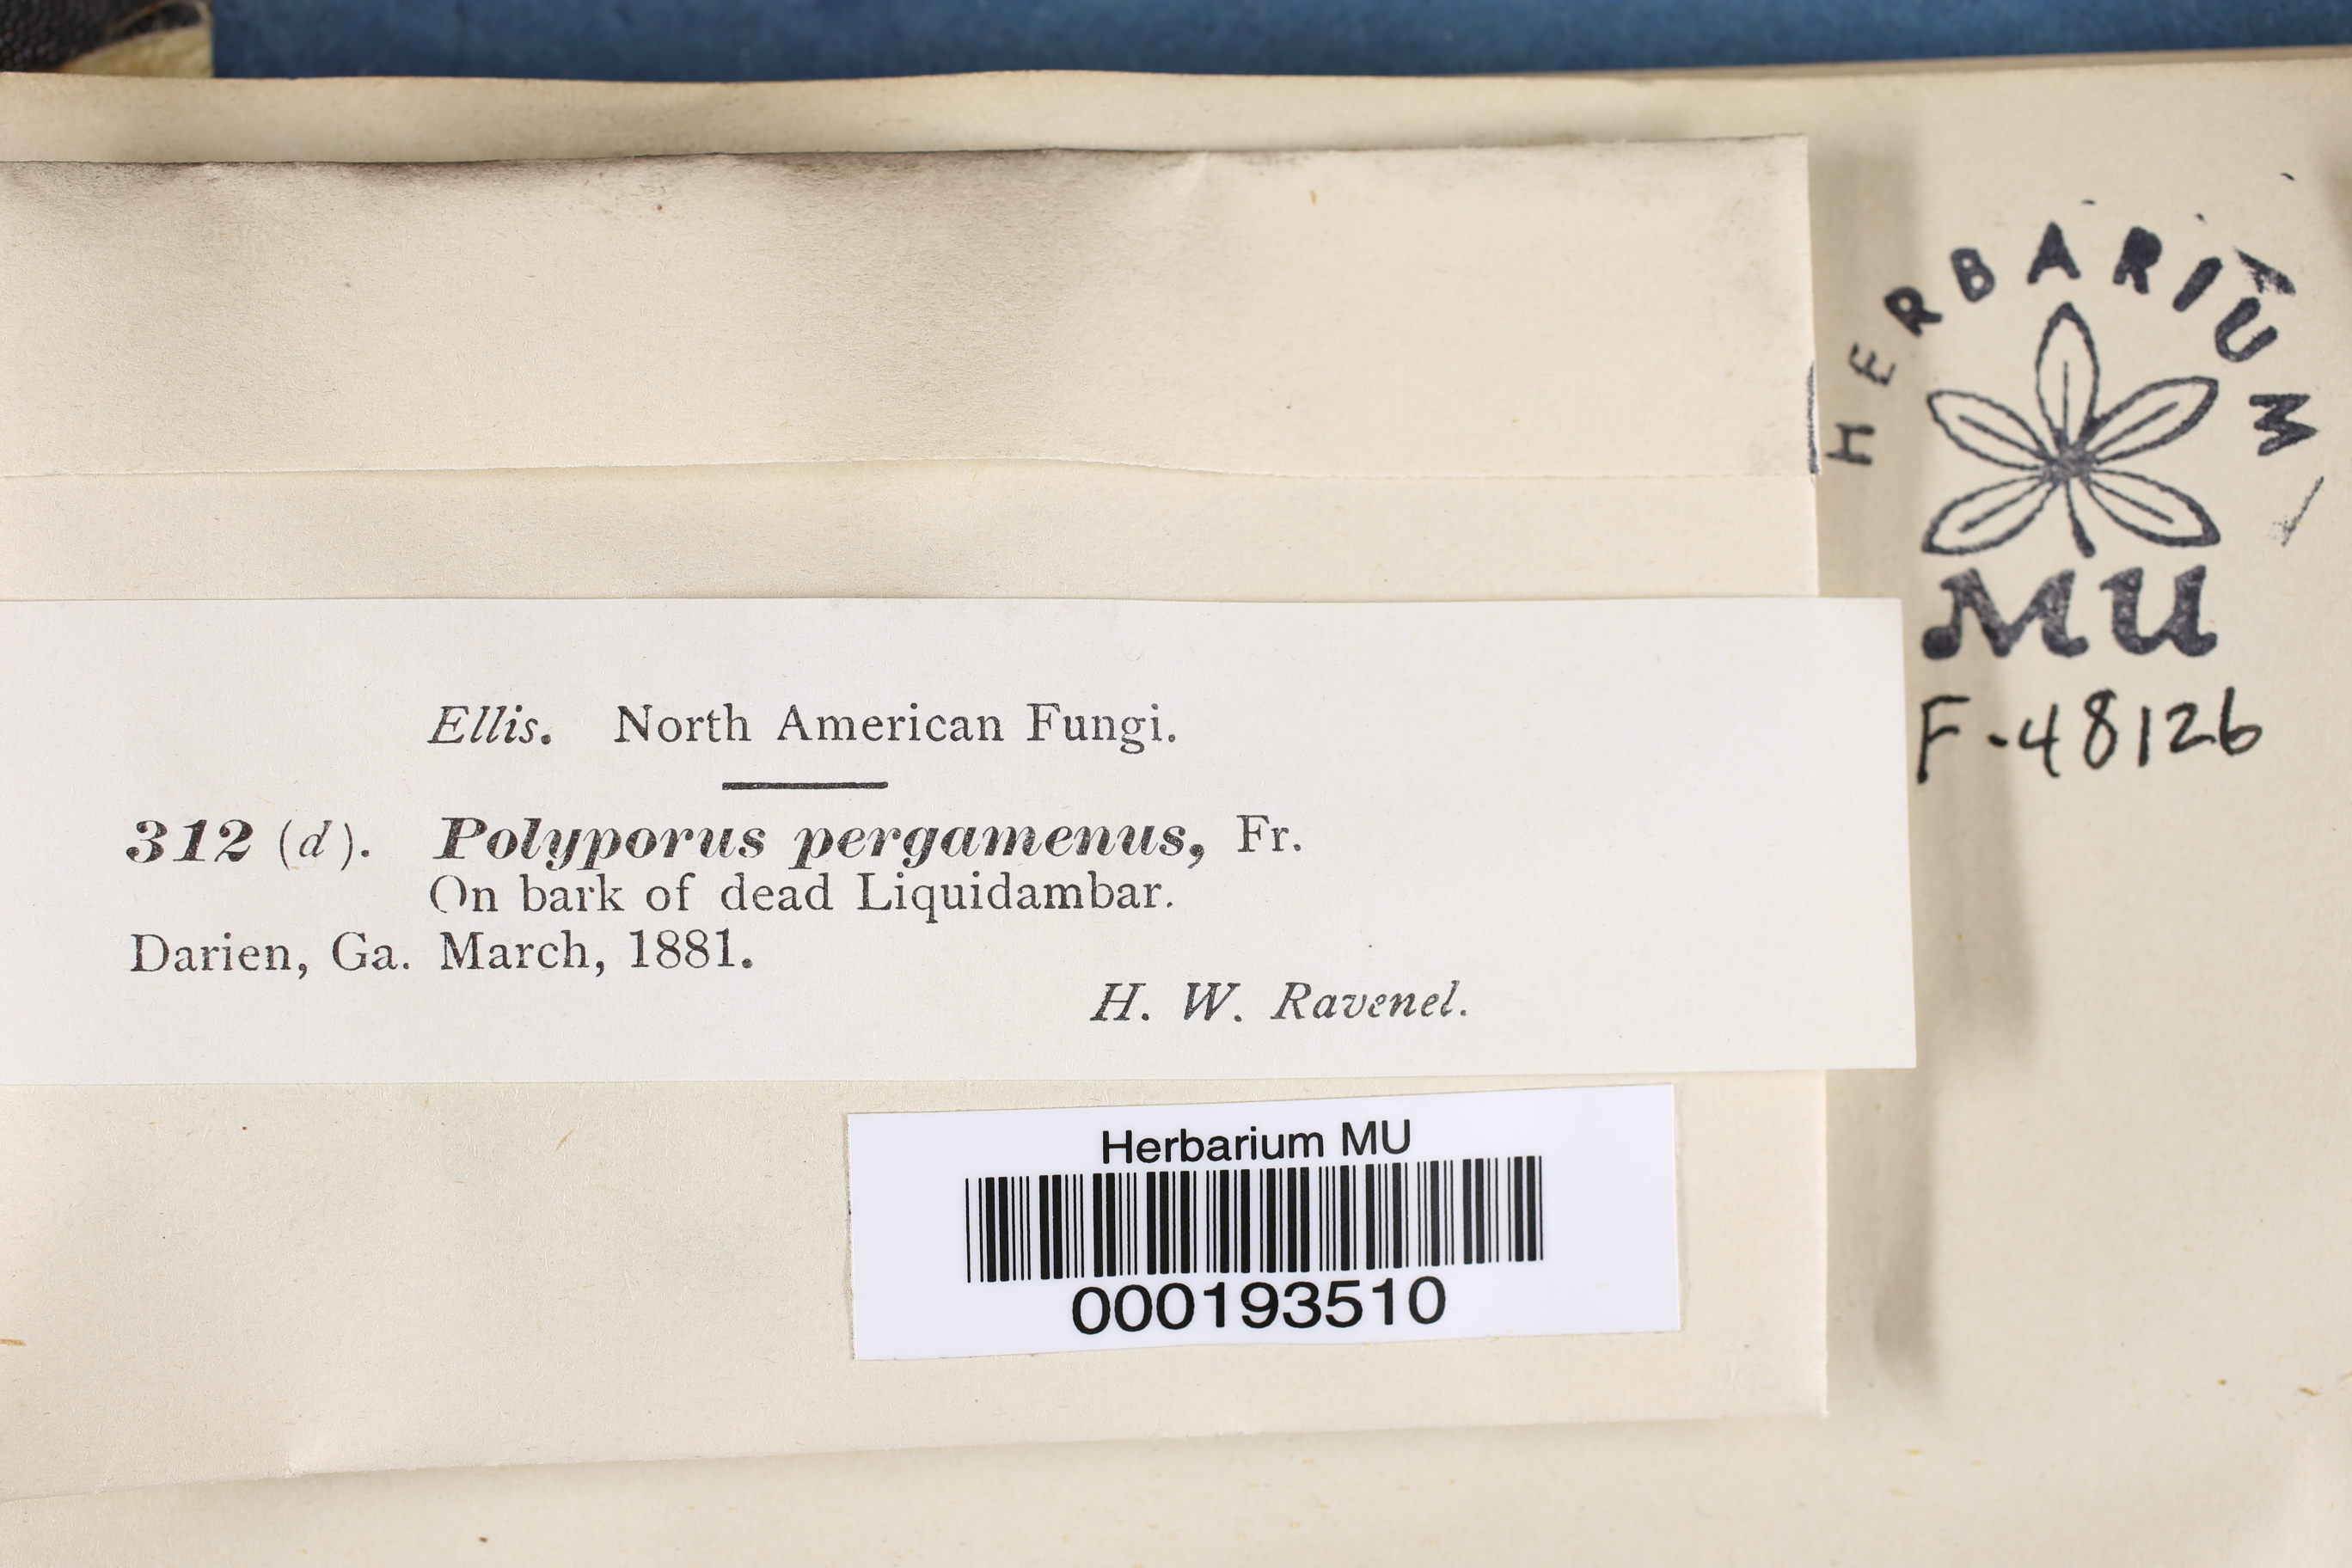 HERBARIUM
MU
F-48126
Ellis. North American Fungi.
312 (d). Polyporus pergamenus, Fr.
On bark of dead Liquidambar.
Darien, Ga. March, 1881.
H. W. Ravenel.
Herbarium MU
000193510